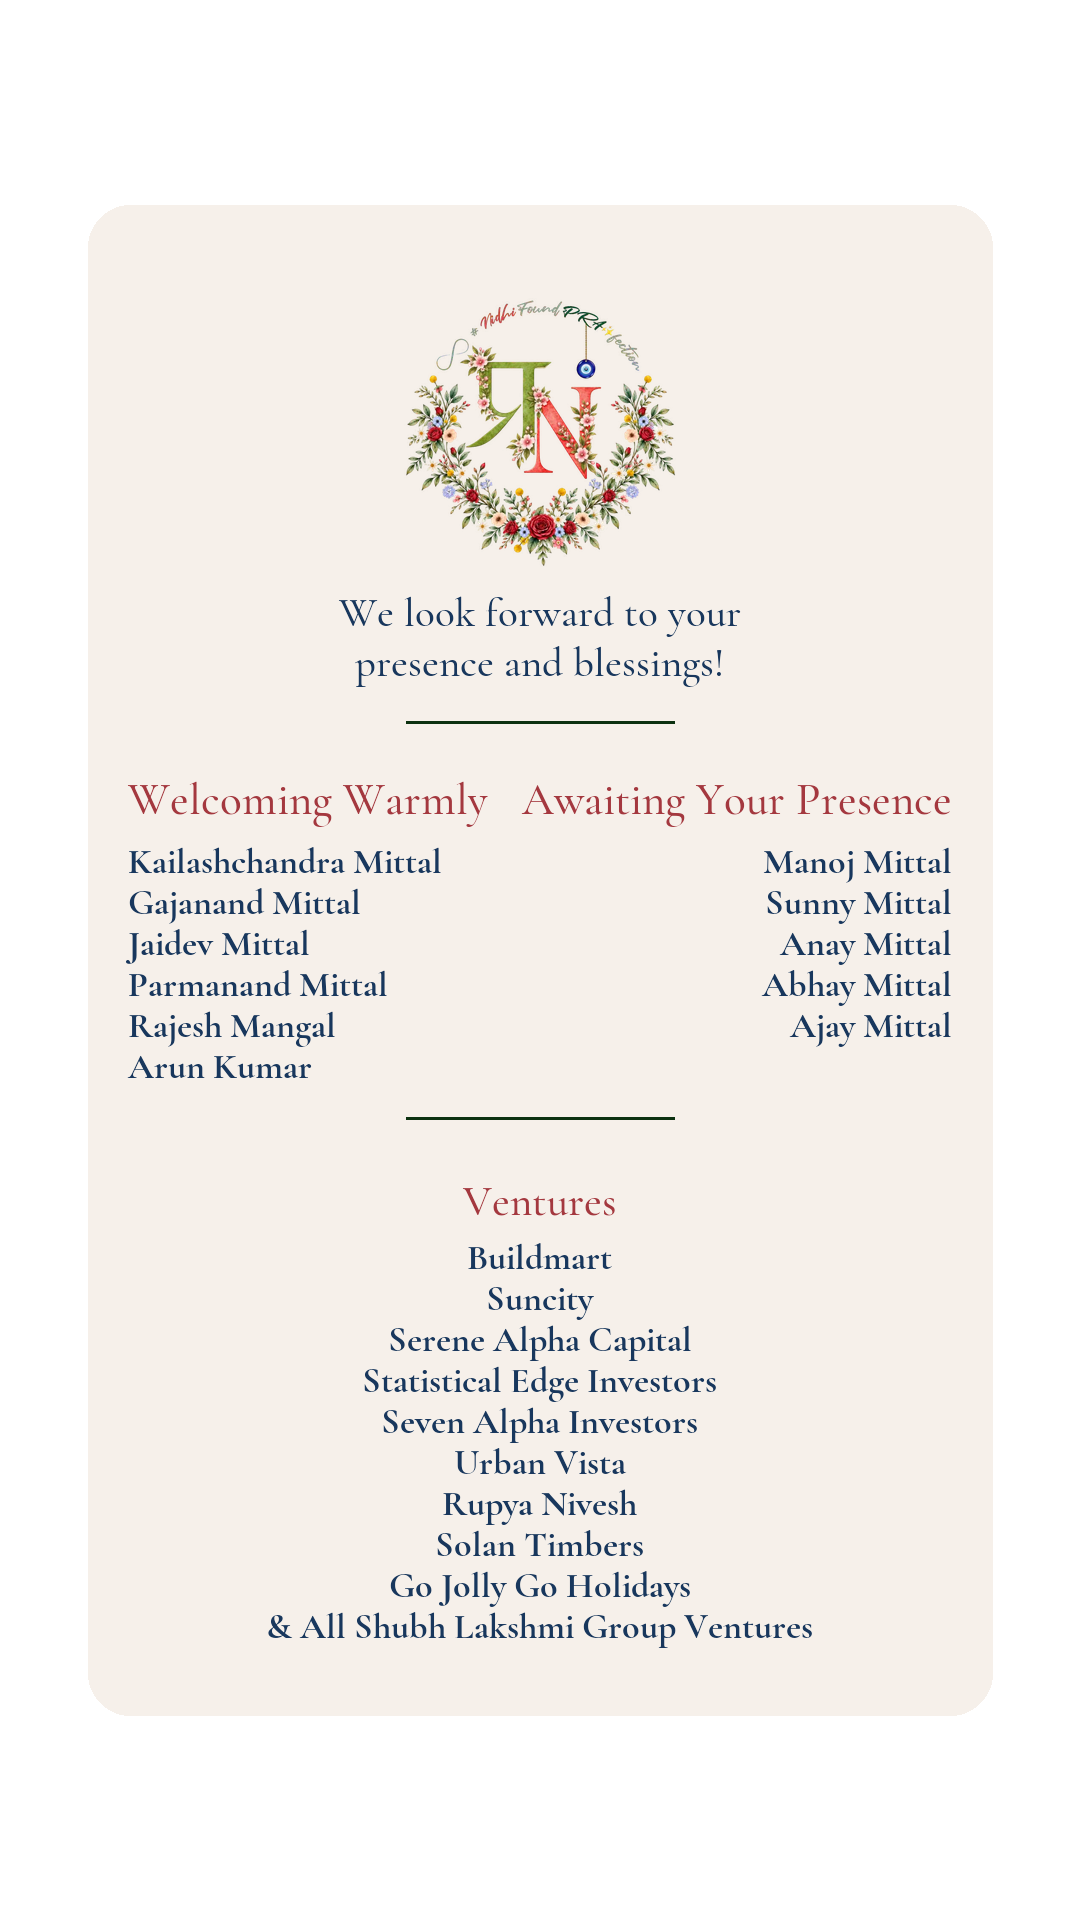 # Nidhi Found PRA fection
प्र N
We look forward to your
presence and blessings!
Welcoming Warmly
Kailashchandra Mittal
Gajanand Mittal
Jaidev Mittal
Parmanand Mittal
Rajesh Mangal
Arun Kumar
Awaiting Your Presence
Manoj Mittal
Sunny Mittal
Anay Mittal
Abhay Mittal
Ajay Mittal
Ventures
Buildmart
Suncity
Serene Alpha Capital
Statistical Edge Investors
Seven Alpha Investors
Urban Vista
Rupya Nivesh
Solan Timbers
Go Jolly Go Holidays
& All Shubh Lakshmi Group Ventures